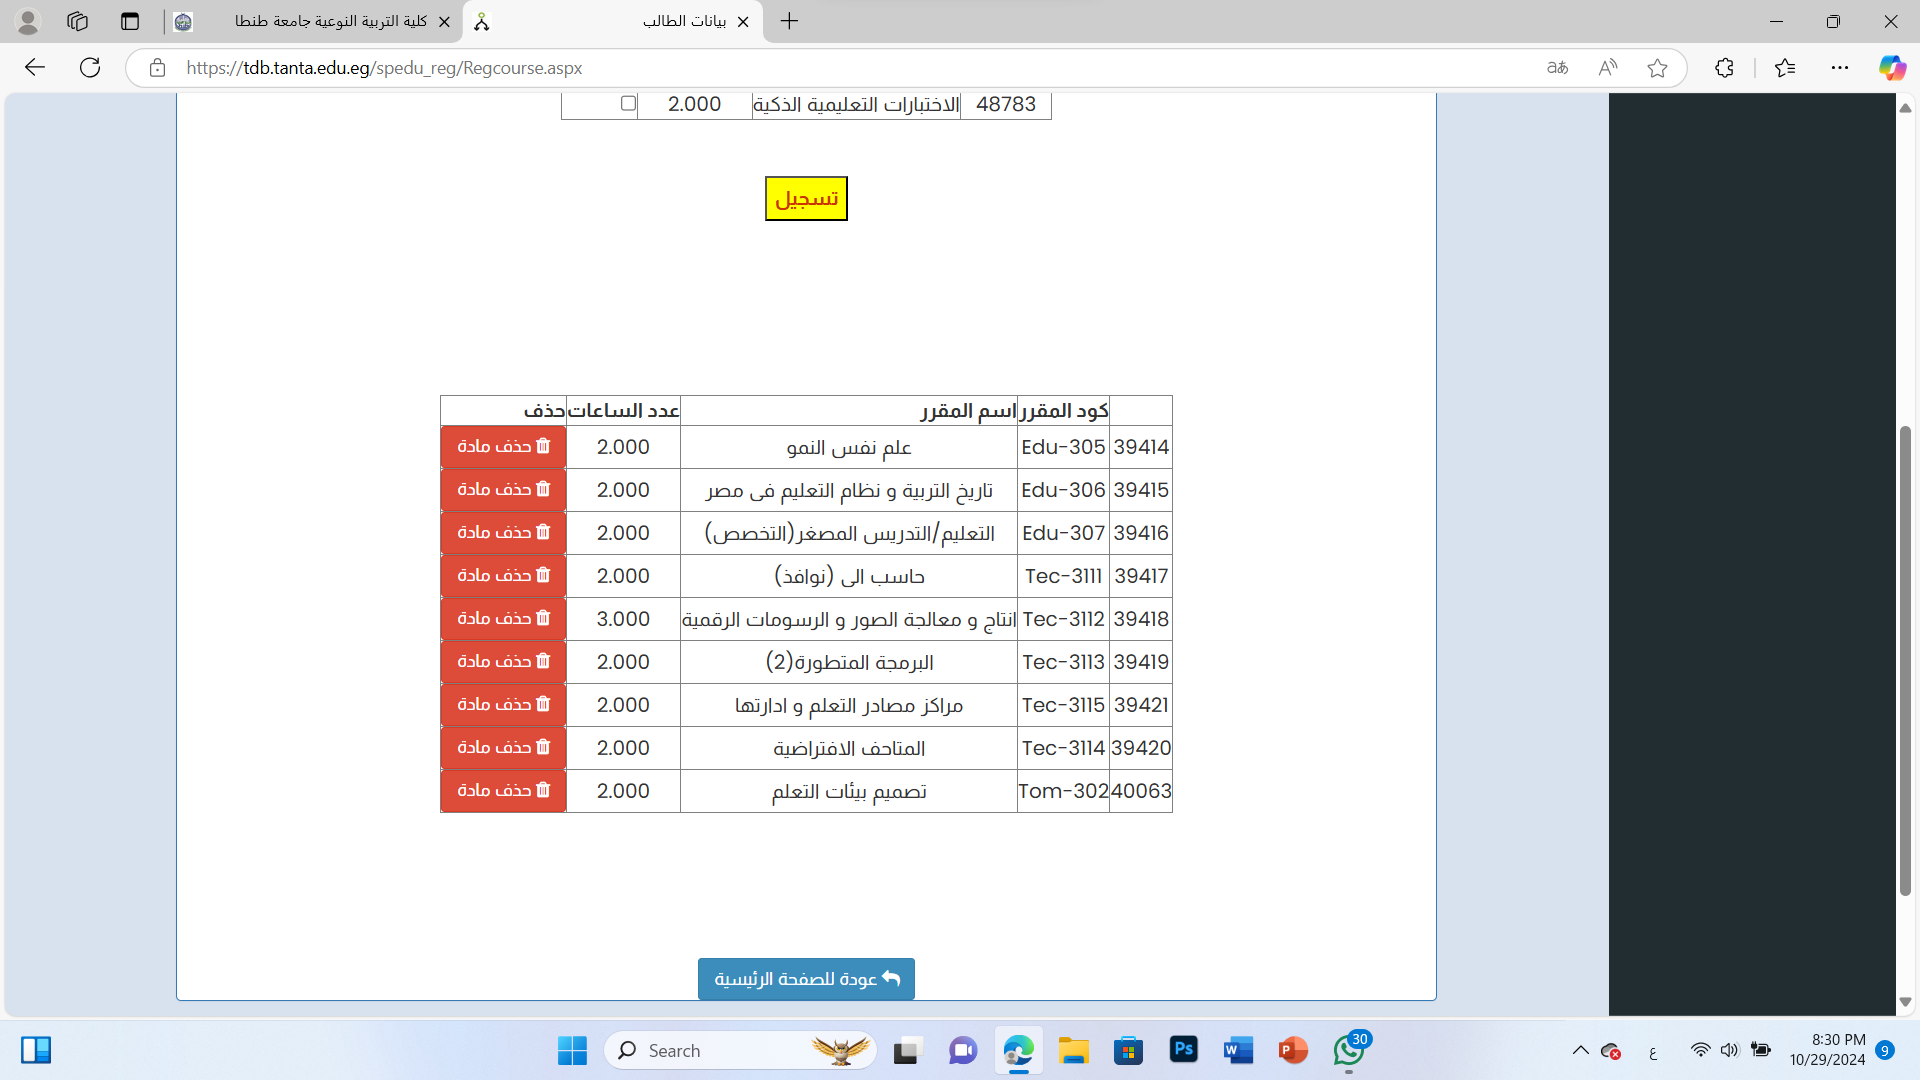 كلية التربية النوعية جامعة طنطا
بيانات الطالب
https://tdb.tanta.edu.eg/spedu_reg/Regcourse.aspx
48783 الاختبارات التعليمية الذكية 2.000
تسجيل
كود المقرر اسم المقرر عدد الساعات حذف
39414 Edu-305 علم نفس النمو 2.000 حذف مادة
39415 Edu-306 تاريخ التربية و نظام التعليم فى مصر 2.000 حذف مادة
39416 Edu-307 التعليم/التدريس المصغر(التخصص) 2.000 حذف مادة
39417 Tec-3111 حاسب الى (نوافذ) 2.000 حذف مادة
39418 Tec-3112 انتاج و معالجة الصور و الرسومات الرقمية 3.000 حذف مادة
39419 Tec-3113 البرمجة المتطورة(2) 2.000 حذف مادة
39421 Tec-3115 مراكز مصادر التعلم و ادارتها 2.000 حذف مادة
39420 Tec-3114 المتاحف الافتراضية 2.000 حذف مادة
40063 Tom-302 تصميم بيئات التعلم 2.000 حذف مادة
عودة للصفحة الرئيسية
Search
Ps
W
P
30
ع
8:30 PM
10/29/2024
9